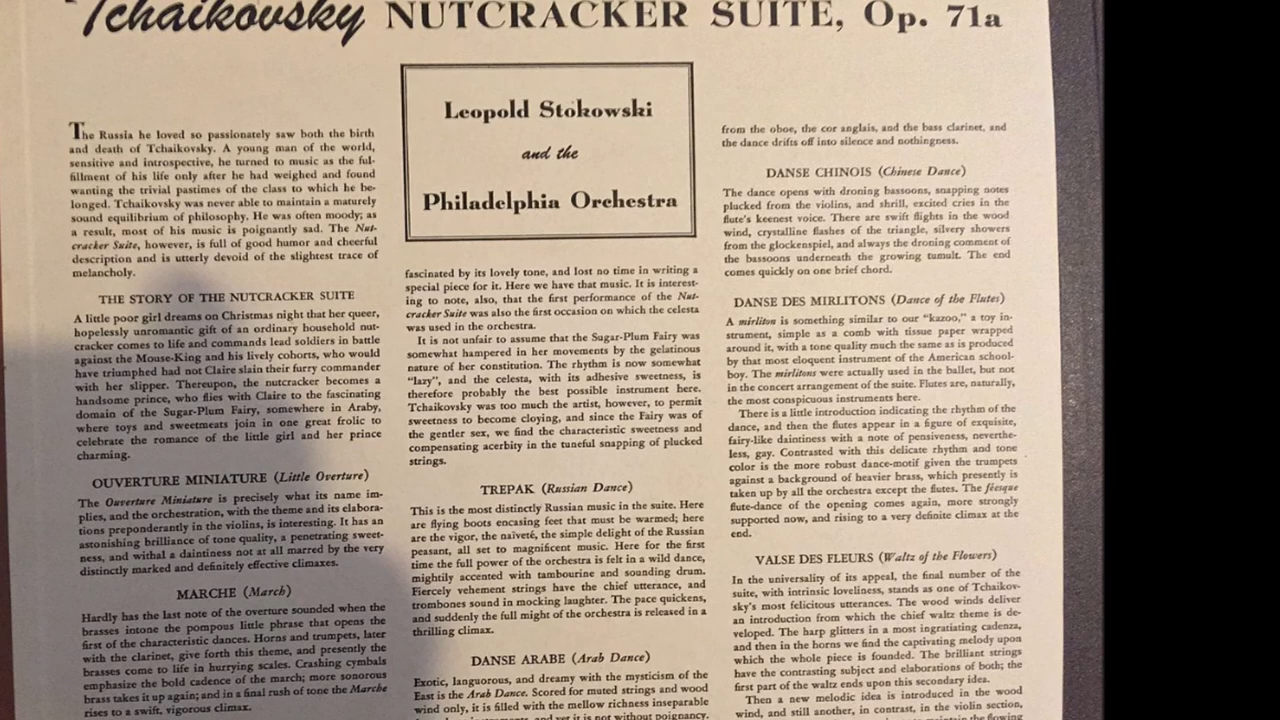 Tchaikovsky NUTCRACKER SUITE, Op. 71a
The Russia he loved so passionately saw both the birth
and death of Tchaikovsky. A young man of the world,
sensitive and introspective, he turned to music as the ful-
fillment of his life only after he had weighed and found
wanting the trivial pastimes of the class to which he be-
longed. Tchaikovsky was never able to maintain a maturely
sound equilibrium of philosophy. He was often moody; as
a result, most of his music is poignantly sad. The Nut-
cracker Suite, however, is full of good humor and cheerful
description and is utterly devoid of the slightest trace of
melancholy.
THE STORY OF THE NUTCRACKER SUITE
A little poor girl dreams on Christmas night that her queer,
hopelessly unromantic gift of an ordinary household nut-
cracker comes to life and commands lead soldiers in battle
against the Mouse-King and his lively cohorts, who would
have triumphed bad not Claire slain their furry commander
with her slipper. Thereupon, the nutcracker becomes a
handsome prince, who flies with Claire to the fascinating
domain of the Sugar-Plum Fairy, somewhere in Araby,
where toys and sweetmeats join in one great frolic to
celebrate the romance of the little girl and her prince
charming.
OUVERTURE MINIATURE (Little Overture)
The Ouverture Miniature is precisely what its name im-
plies, and the orchestration, with the theme and its elabora-
tions preponderantly in the violins, is interesting. It has an
astonishing brilliance of tone quality, a penetrating sweet-
ness, and withal a daintiness not at all marred by the very
distinctly marked and definitely effective climaxes.
MARCHE (March)
Hardly has the last note of the overture sounded when the
brasses intone the pompous little phrase that opens the
first of the characteristic dances. Horns and trumpets, later
with the clarinet, give forth this theme, and presently the
brasses come to life in hurrying scales. Crashing cymbals
emphasize the bold cadence of the march; more sonorous
brass takes it up again; and in a final rush of tone the Marche
rises to a swift, vigorous climax.
Leopold Stokowski
and the
Philadelphia Orchestra
fascinated by its lovely tone, and lost no time in writing a
special piece for it. Here we have that music. It is interest-
ing to note, also, that the first performance of the Nut-
cracker Suite was also the first occasion on which the celesta
was used in the orchestra.
It is not unfair to assume that the Sugar-Plum Fairy was
somewhat hampered in her movements by the gelatinous
nature of her constitution. The rhythm is now somewhat
"lazy", and the celesta, with its adhesive sweetness, is
therefore probably the best possible instrument here.
Tchaikovsky was too much the artist, however, to permit
sweetness to become cloying, and since the Fairy was of
the gentler sex, we find the characteristic sweetness and
compensating acerbity in the tuneful snapping of plucked
strings.
TREPAK (Russian Dance)
This is the most distinctly Russian music in the suite. Here
are flying boots encasing feet that must be warmed; here
are the vigor, the naïveté, the simple delight of the Russian
peasant, all set to magnificent music. Here for the first
time the full power of the orchestra is felt in a wild dance,
mightily accented with tambourine and sounding drum.
Fiercely vehement strings have the chief utterance, and
trombones sound in mocking laughter. The pace quickens,
and suddenly the full might of the orchestra is released in a
thrilling climax.
DANSE ARABE (Arab Dance)
Exotic, languorous, and dreamy with the mysticism of the
East is the Arab Dance. Scored for muted strings and wood
wind only, it is filled with the mellow richness inseparable
and yet it is not without poignancy.
from the oboe, the cor anglais, and the bass clarinet, and
the dance drifts off into silence and nothingness.
DANSE CHINOIS (Chinese Dance)
The dance opens with droning bassoons, snapping notes
plucked from the violins, and shrill, excited cries in the
flute's keenest voice. There are swift flights in the wood
wind, crystalline flashes of the triangle, silvery showers
from the glockenspiel, and always the droning comment of
the bassoons underneath the growing tumult. The end
comes quickly on one brief chord.
DANSE DES MIRLITONS (Dance of the Flutes)
A mirliton is something similar to our "kazoo," a toy in-
strument, simple as a comb with tissue paper wrapped
around it, with a tone quality much the same as is produced
by that most eloquent instrument of the American school-
boy. The mirlitons were actually used in the ballet, but not
in the concert arrangement of the suite. Flutes are, naturally,
the most conspicuous instruments here.
There is a little introduction indicating the rhythm of the
dance, and then the flutes appear in a figure of exquisite,
fairy-like daintiness with a note of pensiveness, neverthe-
less, gay. Contrasted with this delicate rhythm and tone
color is the more robust dance-motif given the trumpets
against a background of heavier brass, which presently is
taken up by all the orchestra except the flutes. The féesque
flute-dance of the opening comes again, more strongly
supported now, and rising to a very definite climax at the
end.
VALSE DES FLEURS (Waltz of the Flowers)
In the universality of its appeal, the final number of the
suite, with intrinsic loveliness, stands as one of Tchaikov-
sky's most felicitous utterances. The wood winds deliver
an introduction from which the chief waltz theme is de-
veloped. The harp glitters in a most ingratiating cadenza,
and then in the horns we find the captivating melody upon
which the whole piece is founded. The brilliant strings
have the contrasting subject and elaborations of both; the
first part of the waltz ends upon this secondary idea.
Then a new melodic idea is introduced in the wood
wind, and still another, in contrast, in the violin section,
the flowing